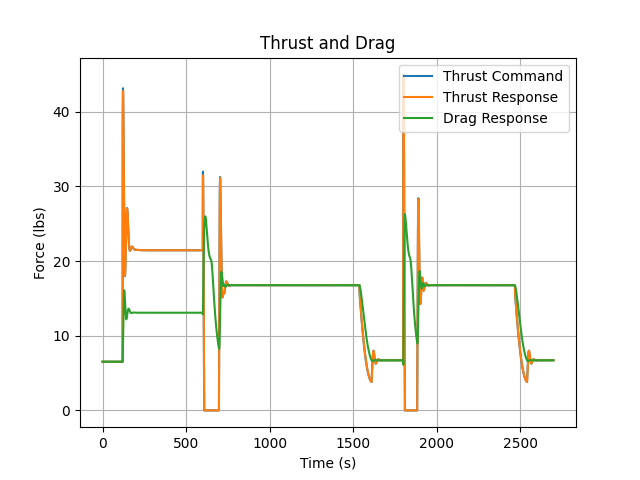 Thrust and Drag
Thrust Command
Thrust Response
Drag Response
Force (lbs)
40
30
20
10
0
0 500 1000 1500 2000 2500
Time (s)